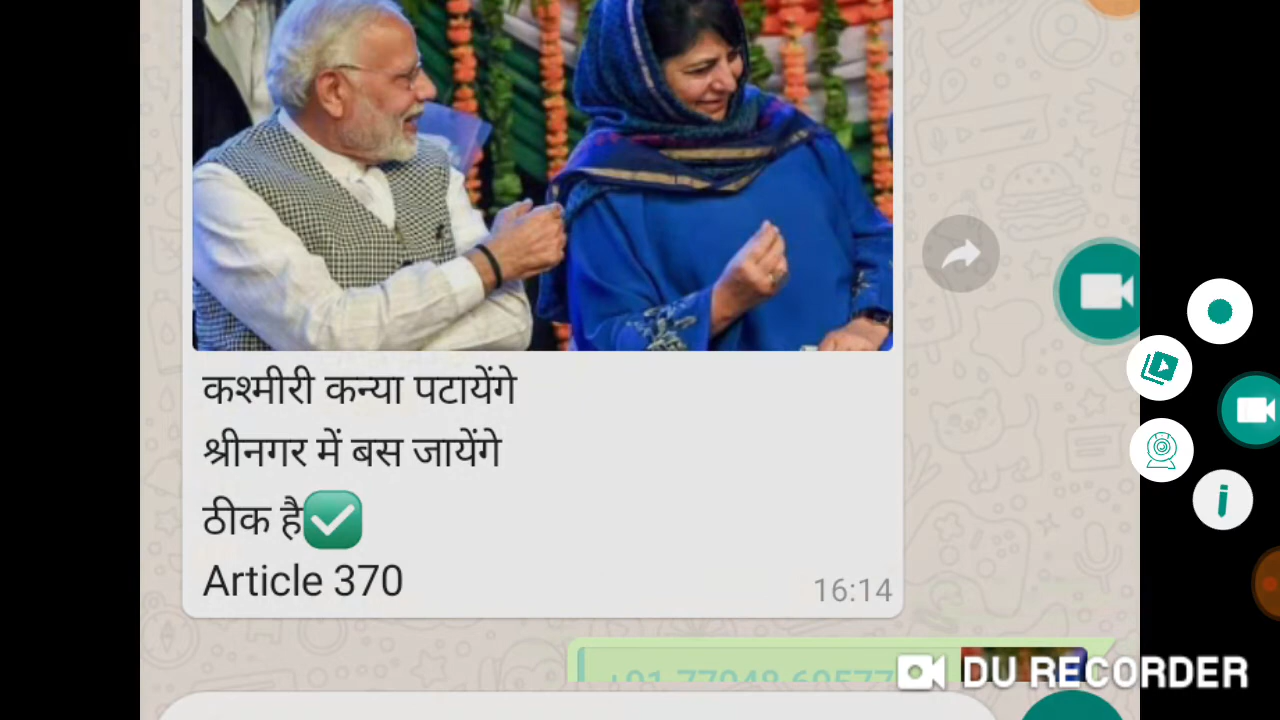 कश्मीरी कन्या पटायेंगे
श्रीनगर में बस जायेंगे
ठीक है✅
Article 370
16:14
DU RECORDER